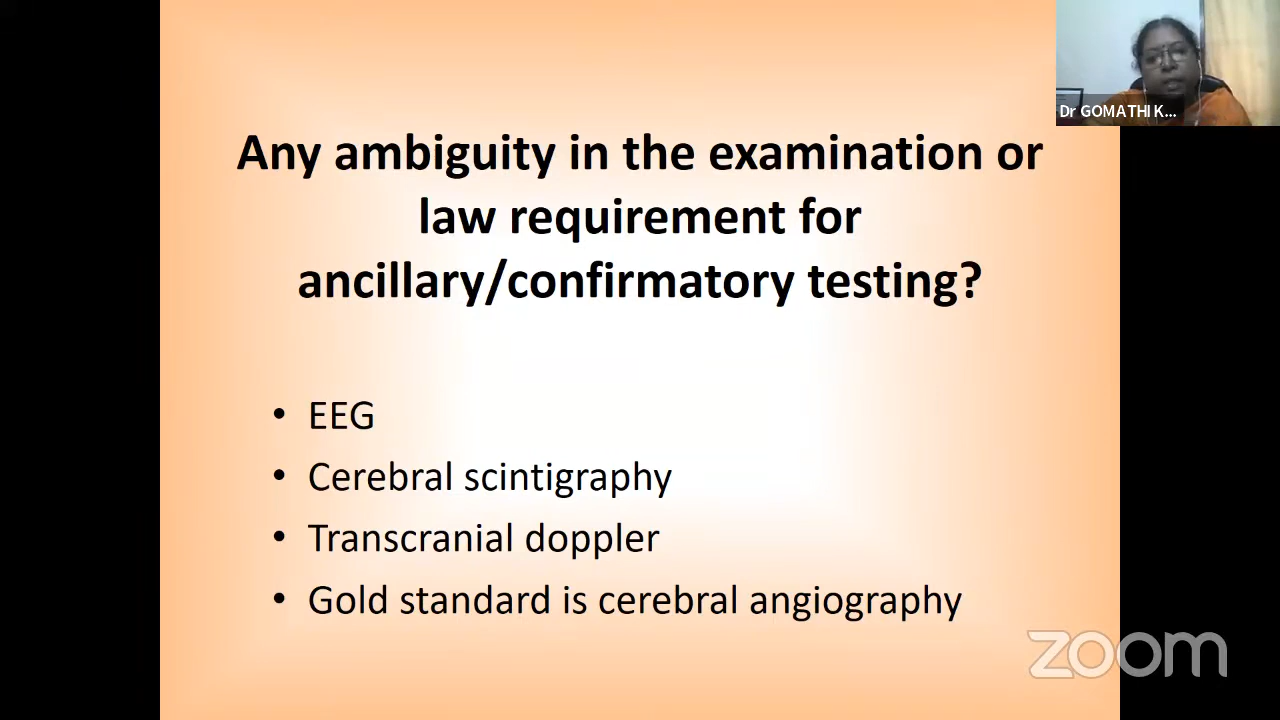 Dr GOMATHI K...
Any ambiguity in the examination or
law requirement for
ancillary/confirmatory testing?
• EEG
• Cerebral scintigraphy
• Transcranial doppler
• Gold standard is cerebral angiography
zoom